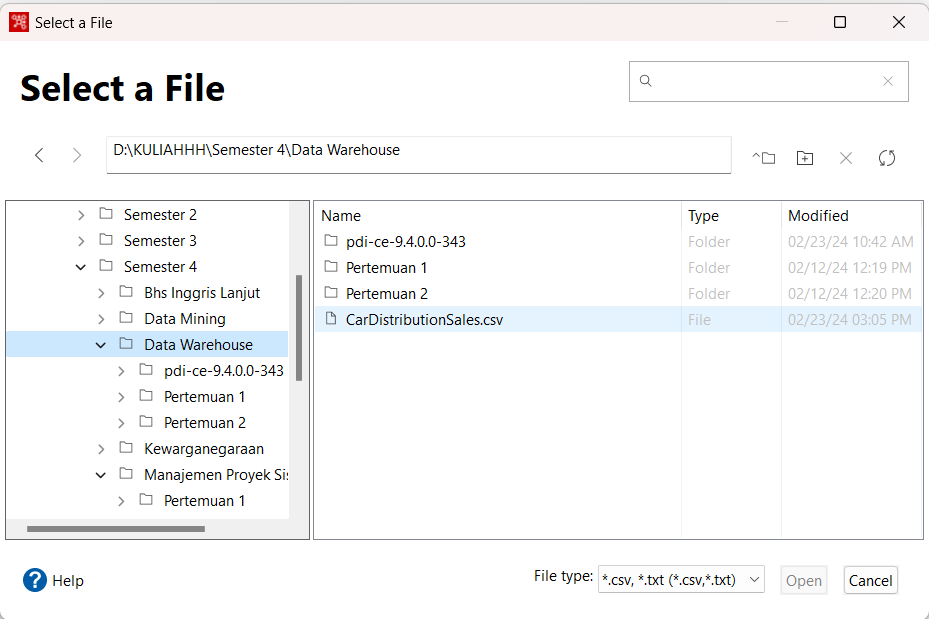 Select a File
Select a File
D:\KULIAHHH\Semester 4\Data Warehouse
Semester 2
Semester 3
Semester 4
Bhs Inggris Lanjut
Data Mining
Data Warehouse
pdi-ce-9.4.0.0-343
Pertemuan 1
Pertemuan 2
Kewarganegaraan
Manajemen Proyek Sis
Pertemuan 1
Name Type Modified
pdi-ce-9.4.0.0-343 Folder 02/23/24 10:42 AM
Pertemuan 1 Folder 02/12/24 12:19 PM
Pertemuan 2 Folder 02/12/24 12:20 PM
CarDistributionSales.csv File 02/23/24 03:05 PM
? Help
File type: *.csv, *.txt (*.csv,*.txt) Open Cancel